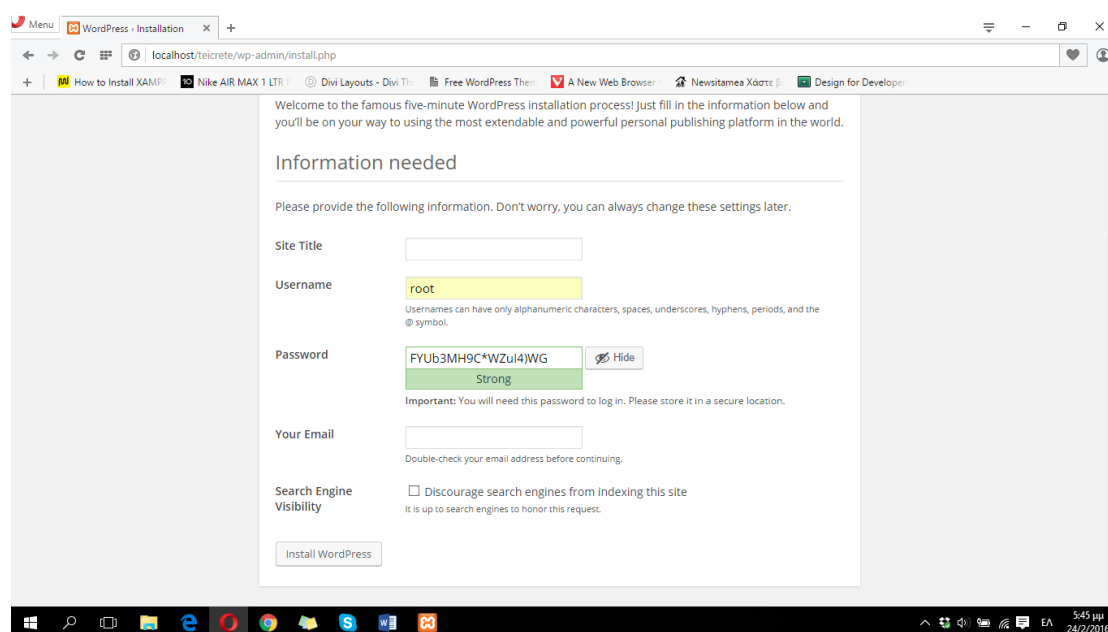 Menu
WordPress › Installation
localhost/teicrete/wp-admin/install.php
How to Install XAMP
Nike AIR MAX 1 LTR
Divi Layouts - Divi Th
Free WordPress Them
A New Web Browser
Newsitamea Χάστε β
Design for Developer
Welcome to the famous five-minute WordPress installation process! Just fill in the information below and
you'll be on your way to using the most extendable and powerful personal publishing platform in the world.
Information needed
Please provide the following information. Don't worry, you can always change these settings later.
Site Title
Username
root
Usernames can have only alphanumeric characters, spaces, underscores, hyphens, periods, and the
@ symbol.
Password
FYUb3MH9C*WZuI4)WG
Hide
Strong
Important: You will need this password to log in. Please store it in a secure location.
Your Email
Double-check your email address before continuing.
Search Engine
Visibility
Discourage search engines from indexing this site
It is up to search engines to honor this request.
Install WordPress
ΕΛ
5:45 μμ
24/2/2016